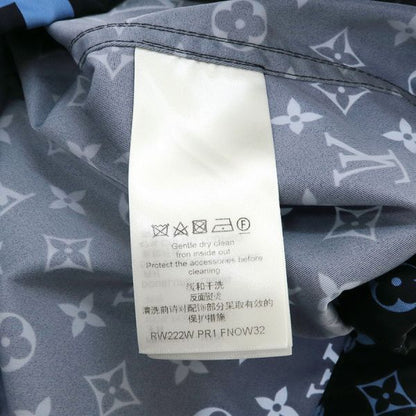 Gentle dry clean
Iron inside out
Protect the accessories before
cleaning
缓和干洗
反面熨烫
清洗前请对配饰部分采取有效的
保护措施
RW222W PR1 FNOW32